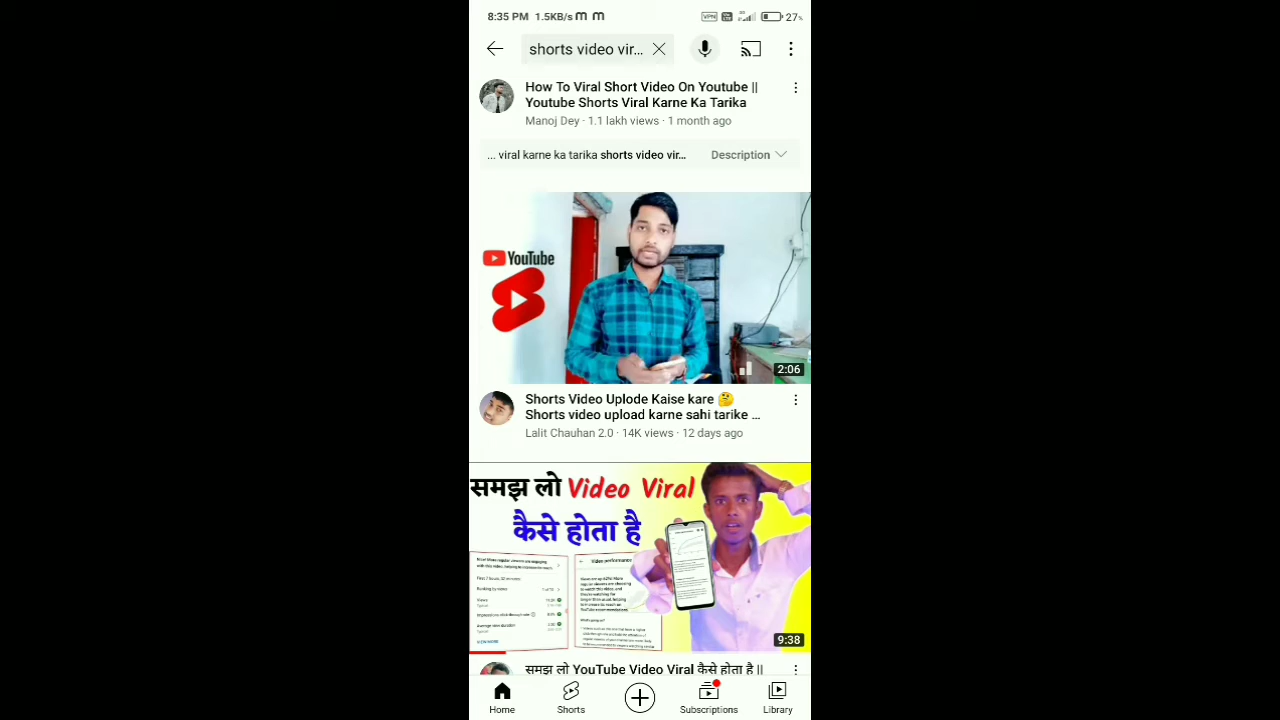 8:35 PM 1.5KB/s m m
VPN
27%
shorts video vir...
How To Viral Short Video On Youtube ||
Youtube Shorts Viral Karne Ka Tarika
Manoj Dey · 1.1 lakh views · 1 month ago
... viral karne ka tarika shorts video vir...
Description
YouTube
2:06
Shorts Video Uplode Kaise kare 🤔
Shorts video upload karne sahi tarike ...
Lalit Chauhan 2.0 · 14K views · 12 days ago
समझ लो Video Viral
कैसे होता है
Video performance
9:38
समझ लो YouTube Video Viral कैसे होता है ||
Home
Shorts
Subscriptions
Library